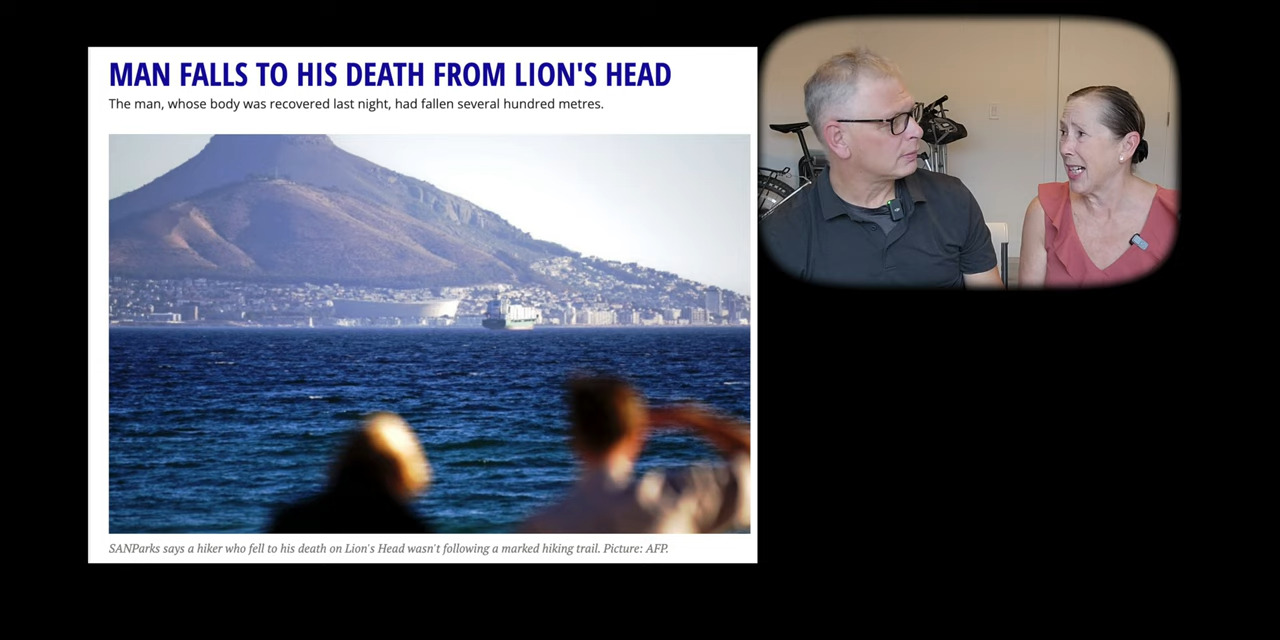 MAN FALLS TO HIS DEATH FROM LION'S HEAD
The man, whose body was recovered last night, had fallen several hundred metres.
SANParks says a hiker who fell to his death on Lion's Head wasn't following a marked hiking trail. Picture: AFP.